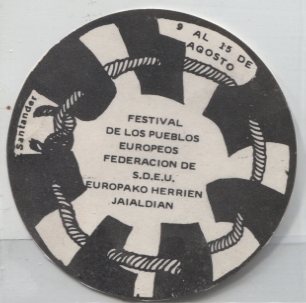 9 AL 15 DE
AGOSTO
Santander
FESTIVAL
DE LOS PUEBLOS
EUROPEOS
FEDERACION DE
S.D.E.U.
EUROPAKO HERRIEN
JAIALDIAN